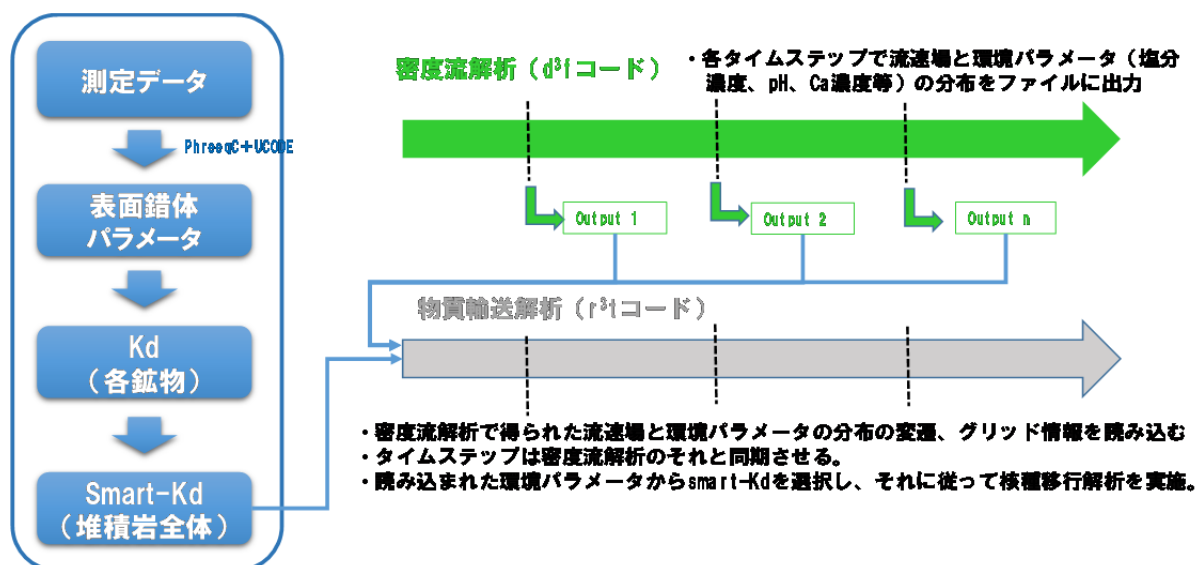 測定データ
PhreeqC+UCODE
表面錯体
パラメータ
Kd
(各鉱物)
Smart-Kd
(堆積岩全体)
密度流解析(d³fコード)
・各タイムステップで流速場と環境パラメータ(塩分
濃度、pH、Ca濃度等)の分布をファイルに出力
Output 1
Output 2
Output n
物質輸送解析(r³tコード)
・密度流解析で得られた流速場と環境パラメータの分布の変遷、グリッド情報を読み込む
・タイムステップは密度流解析のそれと同期させる。
・読み込まれた環境パラメータからsmart-Kdを選択し、それに従って核種移行解析を実施。